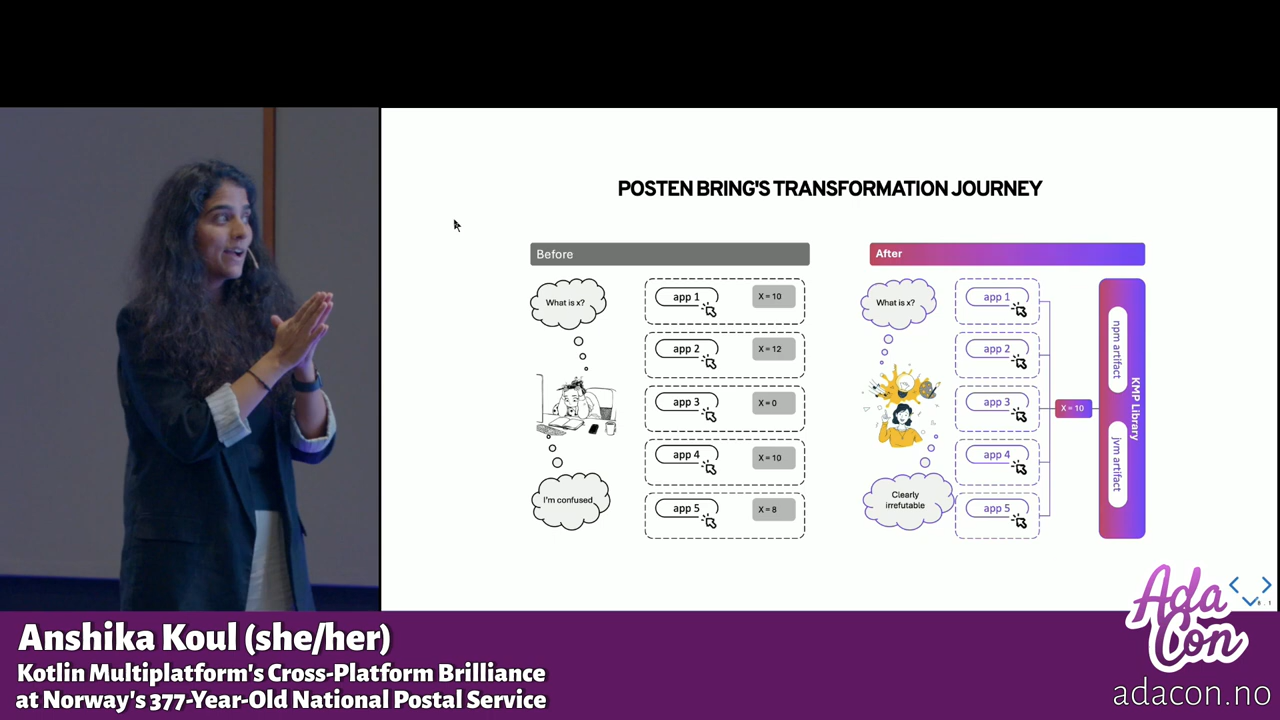 POSTEN BRING'S TRANSFORMATION JOURNEY
Before
What is x?
I'm confused
app 1
X = 10
app 2
X = 12
app 3
X = 0
app 4
X = 10
app 5
X = 8
After
What is x?
Clearly
irrefutable
app 1
app 2
app 3
app 4
app 5
X = 10
npm artifact
jvm artifact
KMP Library
Anshika Koul (she/her)
Kotlin Multiplatform's Cross-Platform Brilliance
at Norway's 377-Year-Old National Postal Service
Ada
Con
adacon.no